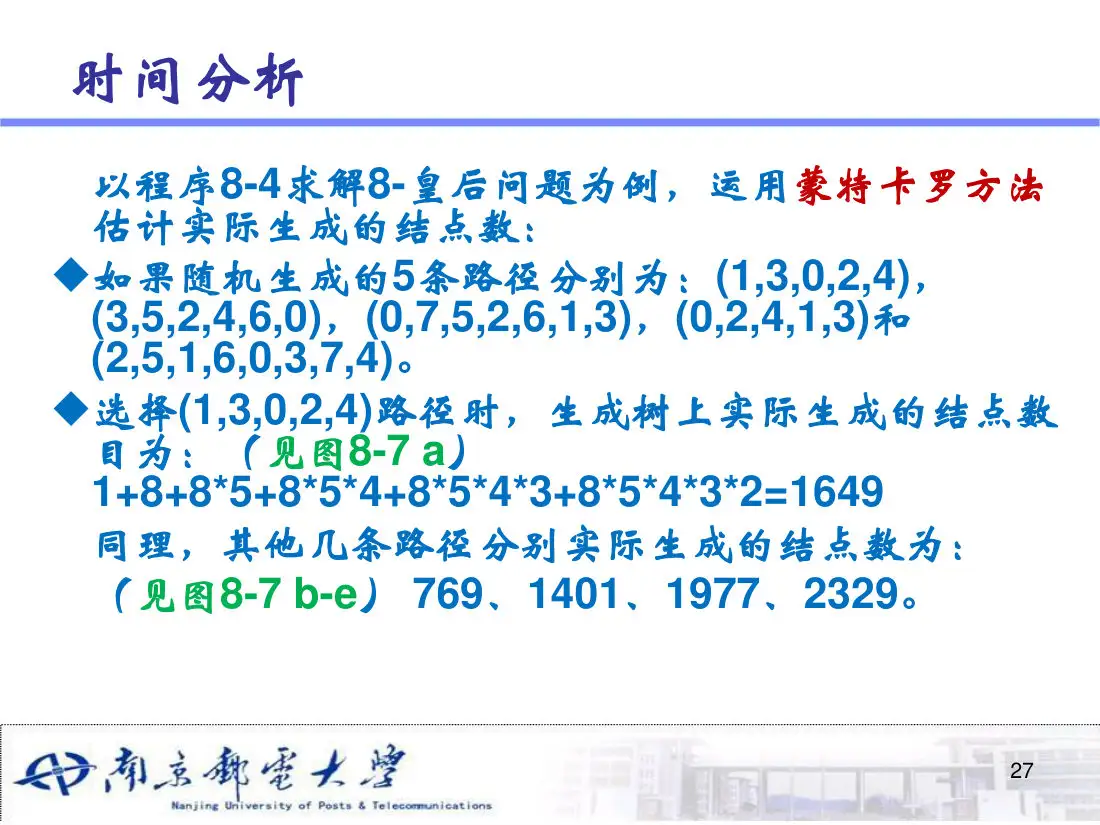 时间分析
以程序8-4求解8-皇后问题为例，运用蒙特卡罗方法
估计实际生成的结点数：
◆如果随机生成的5条路径分别为：(1,3,0,2,4)，
(3,5,2,4,6,0)，(0,7,5,2,6,1,3)，(0,2,4,1,3)和
(2,5,1,6,0,3,7,4)。
◆选择(1,3,0,2,4)路径时，生成树上实际生成的结点数
目为：（见图8-7 a）
1+8+8*5+8*5*4+8*5*4*3+8*5*4*3*2=1649
同理，其他几条路径分别实际生成的结点数为：
（见图8-7 b-e） 769、1401、1977、2329。
南京邮电大学
Nanjing University of Posts & Telecommunications
27